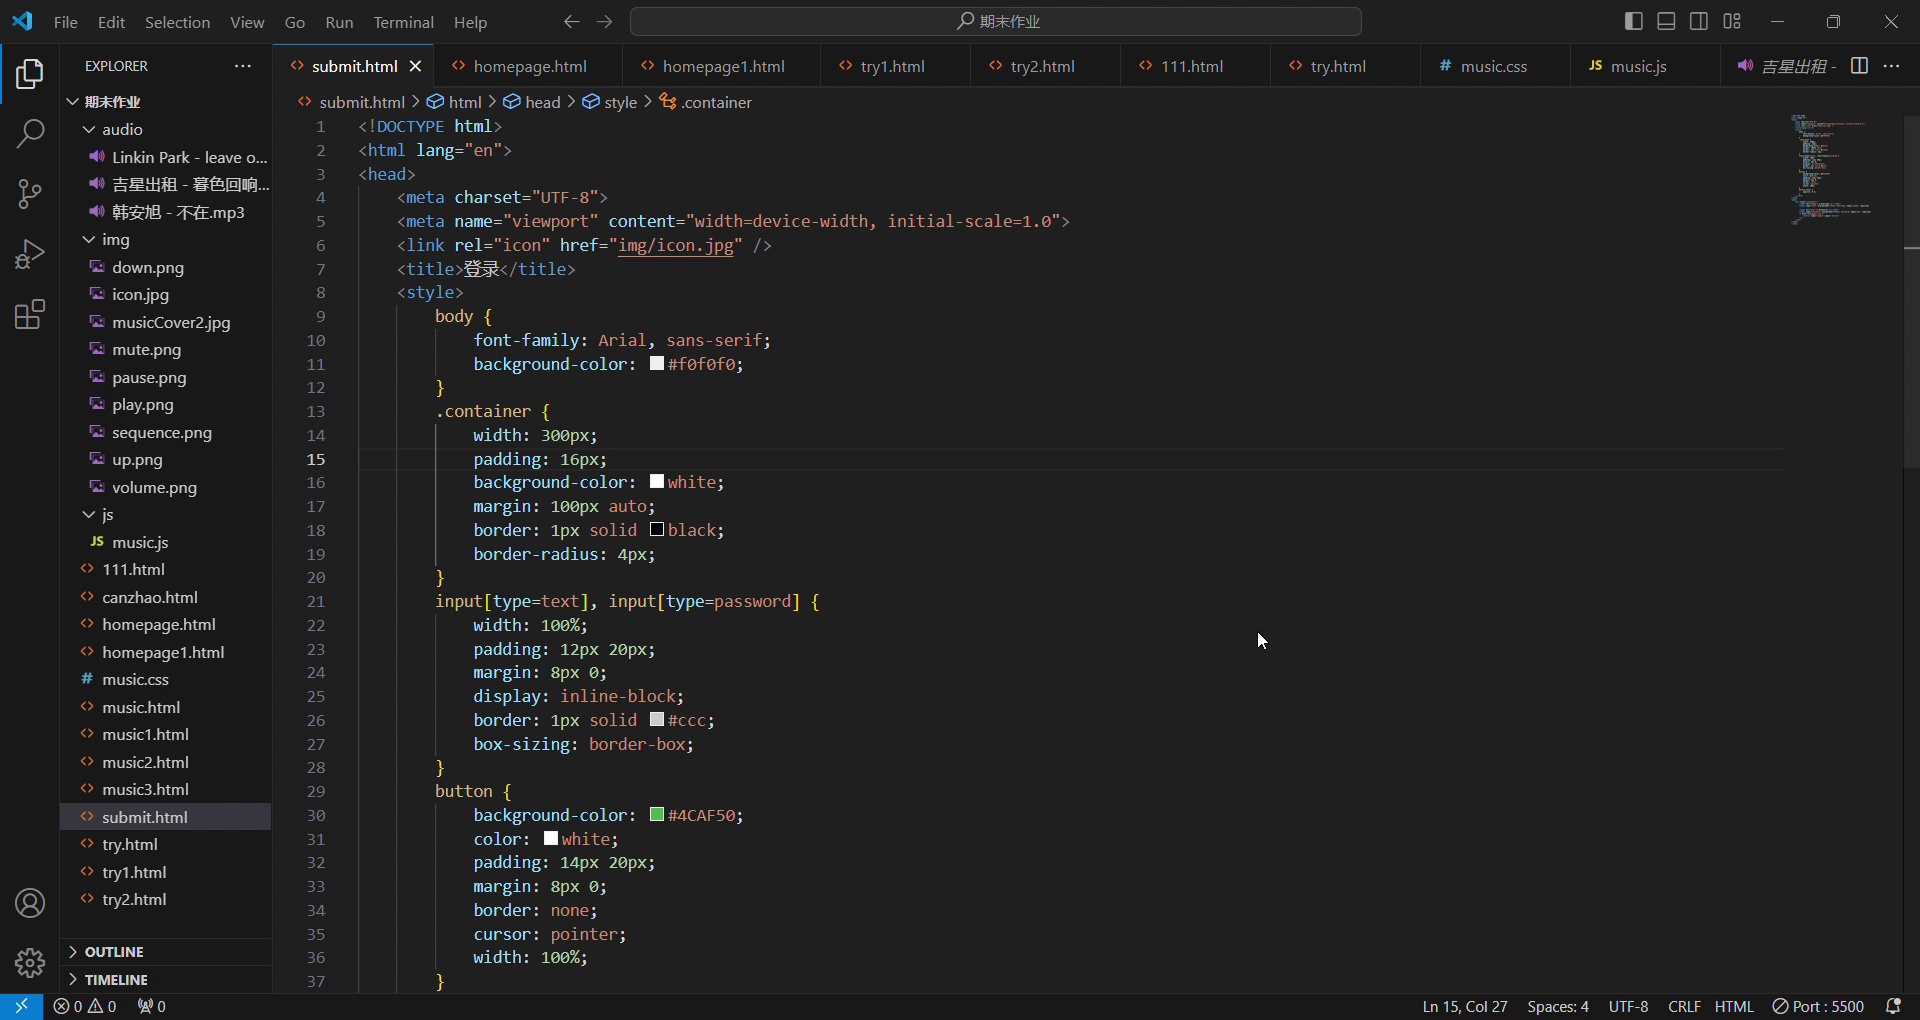 File Edit Selection View Go Run Terminal Help
期末作业
EXPLORER
submit.html
homepage.html
homepage1.html
try1.html
try2.html
111.html
try.html
# music.css
JS music.js
吉星出租 -
submit.html > html > head > style > .container
期末作业
audio
Linkin Park - leave o...
吉星出租 - 暮色回响...
韩安旭 - 不在.mp3
img
down.png
icon.jpg
musicCover2.jpg
mute.png
pause.png
play.png
sequence.png
up.png
volume.png
js
JS music.js
111.html
canzhao.html
homepage.html
homepage1.html
# music.css
music.html
music1.html
music2.html
music3.html
submit.html
try.html
try1.html
try2.html
OUTLINE
TIMELINE
1 <!DOCTYPE html>
2 <html lang="en">
3 <head>
4 <meta charset="UTF-8">
5 <meta name="viewport" content="width=device-width, initial-scale=1.0">
6 <link rel="icon" href="img/icon.jpg" />
7 <title>登录</title>
8 <style>
9 body {
10 font-family: Arial, sans-serif;
11 background-color: #f0f0f0;
12 }
13 .container {
14 width: 300px;
15 padding: 16px;
16 background-color: white;
17 margin: 100px auto;
18 border: 1px solid black;
19 border-radius: 4px;
20 }
21 input[type=text], input[type=password] {
22 width: 100%;
23 padding: 12px 20px;
24 margin: 8px 0;
25 display: inline-block;
26 border: 1px solid #ccc;
27 box-sizing: border-box;
28 }
29 button {
30 background-color: #4CAF50;
31 color: white;
32 padding: 14px 20px;
33 margin: 8px 0;
34 border: none;
35 cursor: pointer;
36 width: 100%;
37 }
0 0 0
Ln 15, Col 27 Spaces: 4 UTF-8 CRLF HTML Port : 5500